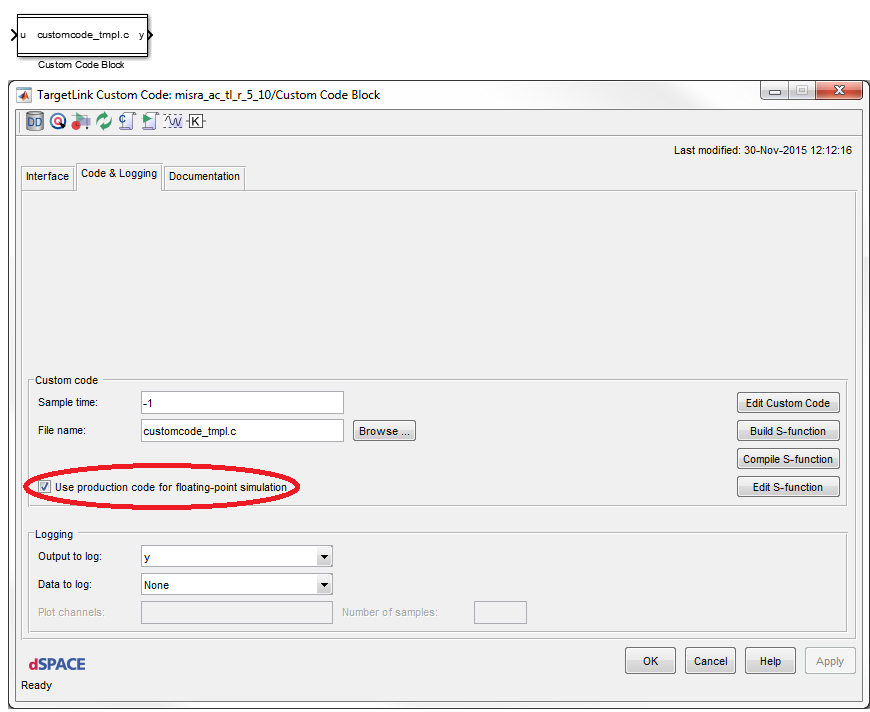 u customcode_tmpl.c y
Custom Code Block
TargetLink Custom Code: misra_ac_tl_r_5_10/Custom Code Block
DD C K
Last modified: 30-Nov-2015 12:12:16
Interface Code & Logging Documentation
Custom code
Sample time: -1 Edit Custom Code
File name: customcode_tmpl.c Browse ... Build S-function
Compile S-function
Use production code for floating-point simulation Edit S-function
Logging
Output to log: y
Data to log: None
Plot channels: Number of samples:
dSPACE OK Cancel Help Apply
Ready